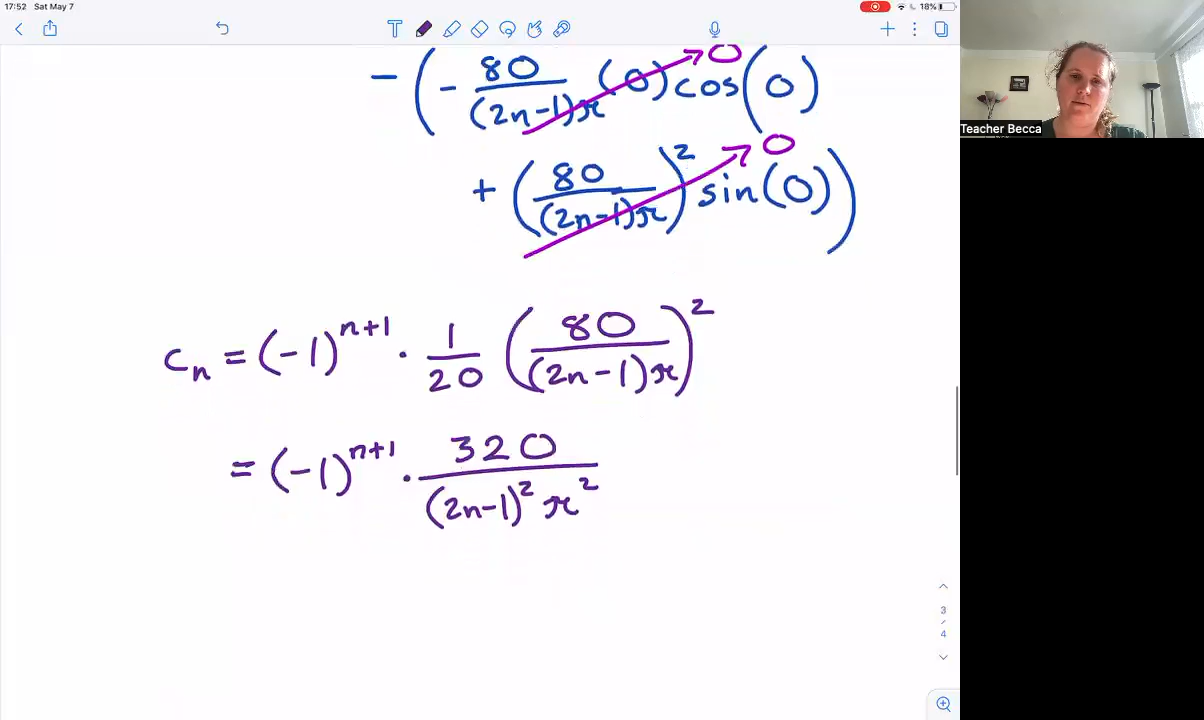 17:52 Sat May 7
18%
- (- 80/((2n-1)π) (0) cos(0) → 0
+ (80/((2n-1)π))² sin(0)) → 0
Teacher Becca
cₙ = (-1)ⁿ⁺¹ · 1/20 (80/((2n-1)π))²
= (-1)ⁿ⁺¹ · 320/((2n-1)² π²)
3
/
4